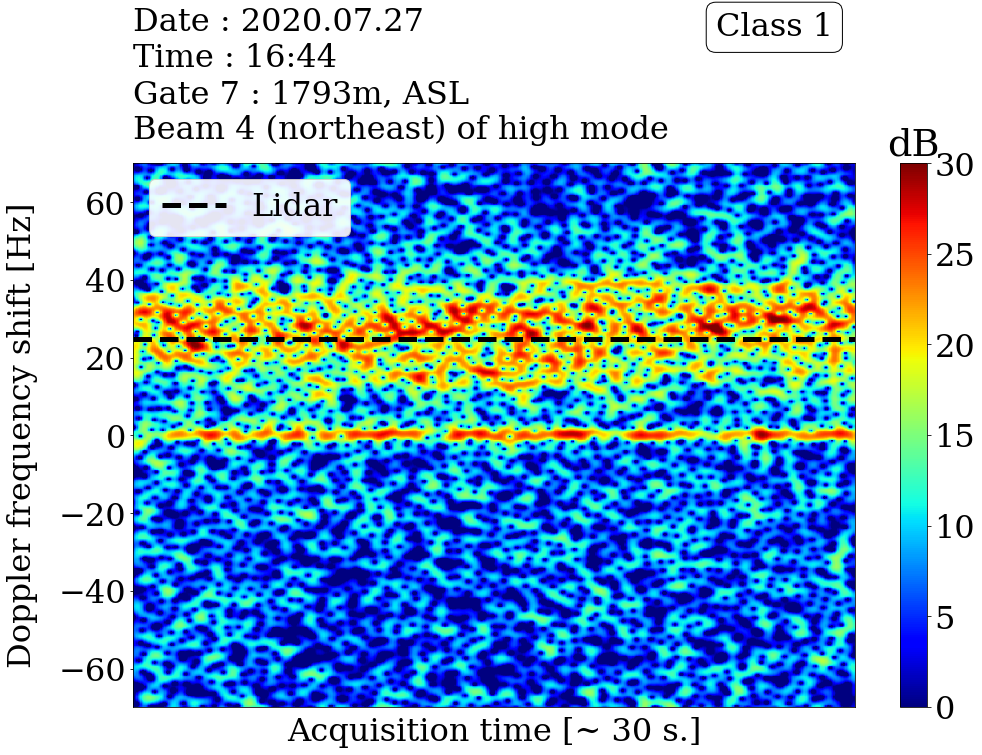 Date : 2020.07.27
Time : 16:44
Gate 7 : 1793m, ASL
Beam 4 (northeast) of high mode
Class 1
dB
Lidar
Doppler frequency shift [Hz]
60
40
20
0
−20
−40
−60
30
25
20
15
10
5
0
Acquisition time [~ 30 s.]